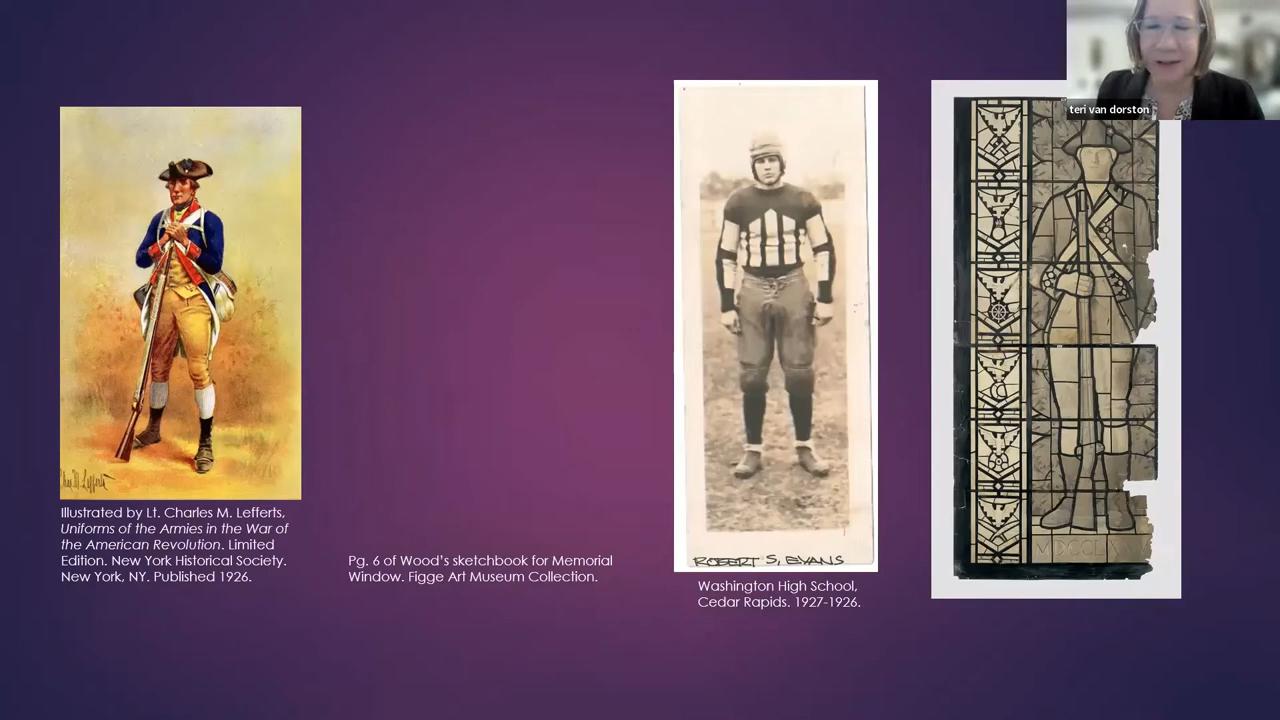 teri van dorston
Chas M. Lefferts
Illustrated by Lt. Charles M. Lefferts,
Uniforms of the Armies in the War of
the American Revolution. Limited
Edition. New York Historical Society.
New York, NY. Published 1926.
Pg. 6 of Wood's sketchbook for Memorial
Window. Figge Art Museum Collection.
ROBERT S. EVANS
Washington High School,
Cedar Rapids. 1927-1926.